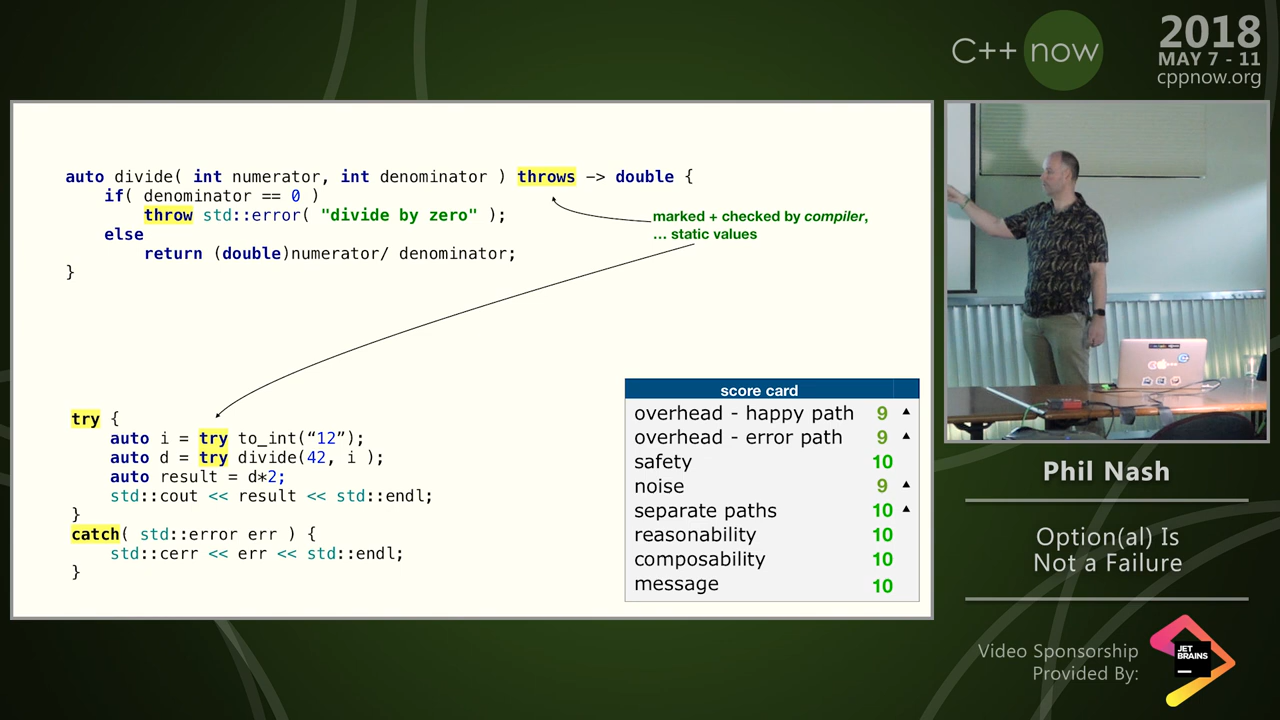 C++ now
2018
MAY 7 - 11
cppnow.org
auto divide( int numerator, int denominator ) throws -> double {
if( denominator == 0 )
throw std::error( "divide by zero" );
else
return (double)numerator/ denominator;
}
marked + checked by compiler,
… static values
try {
auto i = try to_int(“12”);
auto d = try divide(42, i );
auto result = d*2;
std::cout << result << std::endl;
}
catch( std::error err ) {
std::cerr << err << std::endl;
}
score card
overhead - happy path 9 ▲
overhead - error path 9 ▲
safety 10
noise 9 ▲
separate paths 10 ▲
reasonability 10
composability 10
message 10
Phil Nash
Option(al) Is
Not a Failure
Video Sponsorship
Provided By:
JET
BRAINS